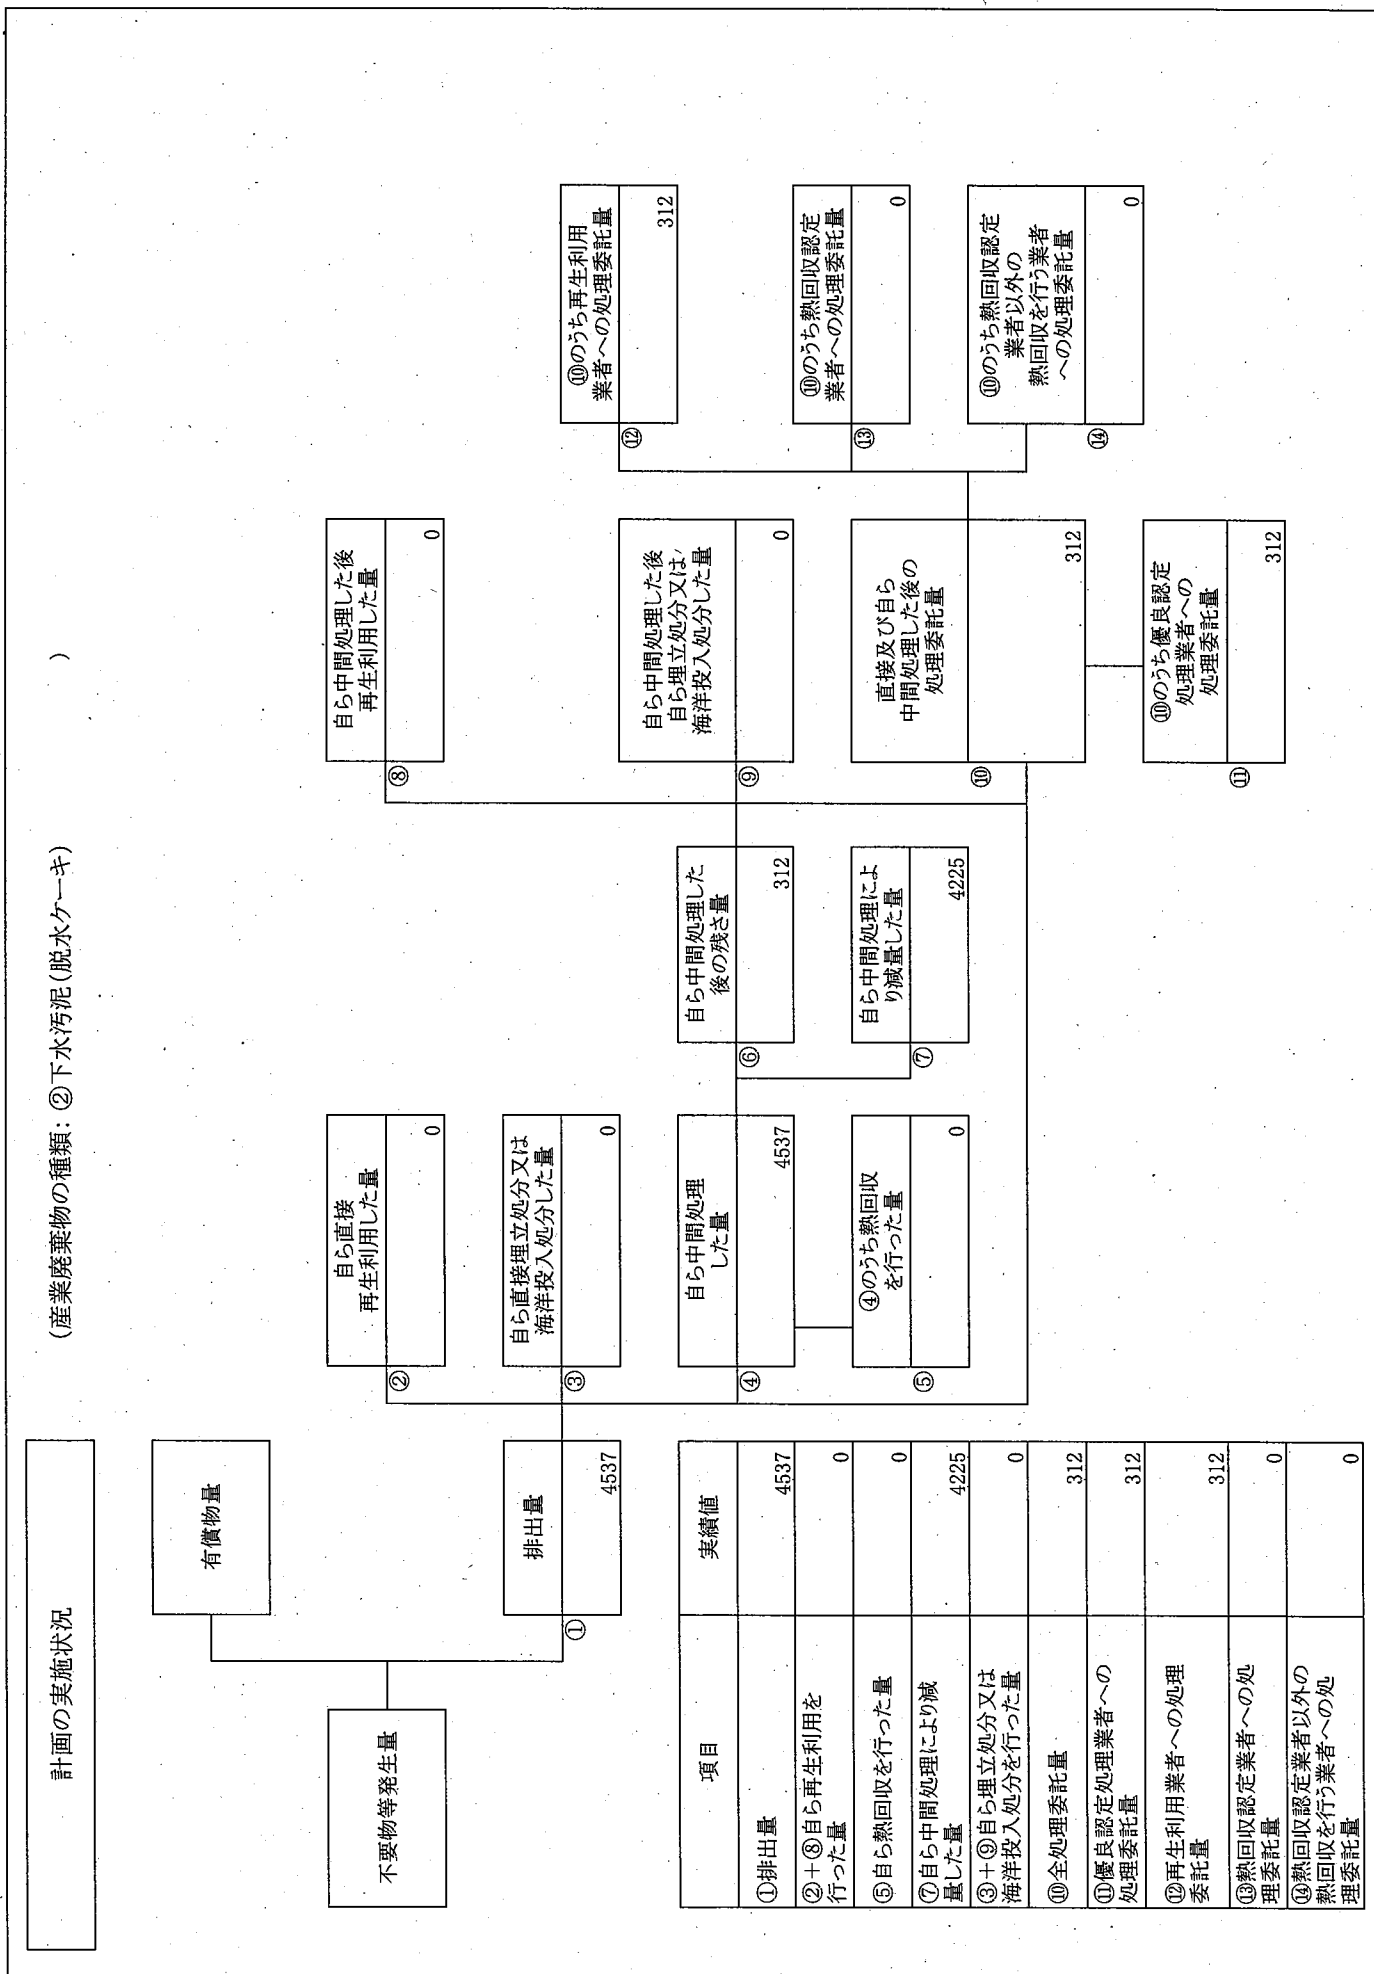 計画の実施状況
(産業廃棄物の種類：②下水汚泥(脱水ケーキ) )
不要物等発生量
有償物量
①
排出量
4537
②
自ら直接
再生利用した量
0
③
自ら直接埋立処分又は
海洋投入処分した量
0
④
自ら中間処理
した量
4537
⑤
④のうち熱回収
を行った量
0
⑥
自ら中間処理した
後の残さ量
312
⑦
自ら中間処理によ
り減量した量
4225
⑧
自ら中間処理した後
再生利用した量
0
⑨
自ら中間処理した後
自ら埋立処分又は
海洋投入処分した量
0
⑩
直接及び自ら
中間処理した後の
処理委託量
312
⑪
⑩のうち優良認定
処理業者への
処理委託量
312
⑫
⑩のうち再生利用
業者への処理委託量
312
⑬
⑩のうち熱回収認定
業者への処理委託量
0
⑭
⑩のうち熱回収認定
業者以外の
熱回収を行う業者
への処理委託量
0
項目 実績値
①排出量 4537
②＋⑧自ら再生利用を
行った量 0
⑤自ら熱回収を行った量 0
⑦自ら中間処理により減
量した量 4225
③＋⑨自ら埋立処分又は
海洋投入処分を行った量 0
⑩全処理委託量 312
⑪優良認定処理業者への
処理委託量 312
⑫再生利用業者への処理
委託量 312
⑬熱回収認定業者への処
理委託量 0
⑭熱回収認定業者以外の
熱回収を行う業者への処
理委託量 0